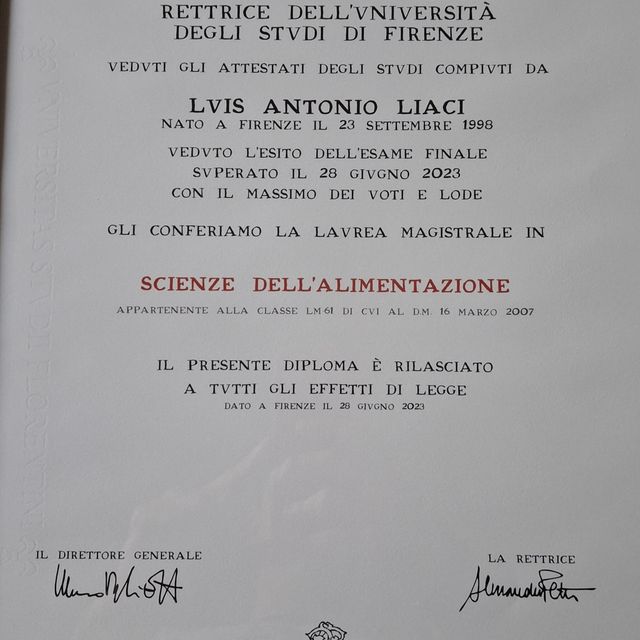 RETTRICE DELL'VNIVERSITÀ
DEGLI STVDI DI FIRENZE
VEDVTI GLI ATTESTATI DEGLI STVDI COMPIVTI DA
LVIS ANTONIO LIACI
NATO A FIRENZE IL 23 SETTEMBRE 1998
VEDVTO L'ESITO DELL'ESAME FINALE
SVPERATO IL 28 GIVGNO 2023
CON IL MASSIMO DEI VOTI E LODE
GLI CONFERIAMO LA LAVREA MAGISTRALE IN
SCIENZE DELL'ALIMENTAZIONE
APPARTENENTE ALLA CLASSE LM 61 DI CVI AL D.M. 16 MARZO 2007
IL PRESENTE DIPLOMA È RILASCIATO
A TVTTI GLI EFFETTI DI LEGGE
DATO A FIRENZE IL 28 GIVGNO 2023
IL DIRETTORE GENERALE
LA RETTRICE